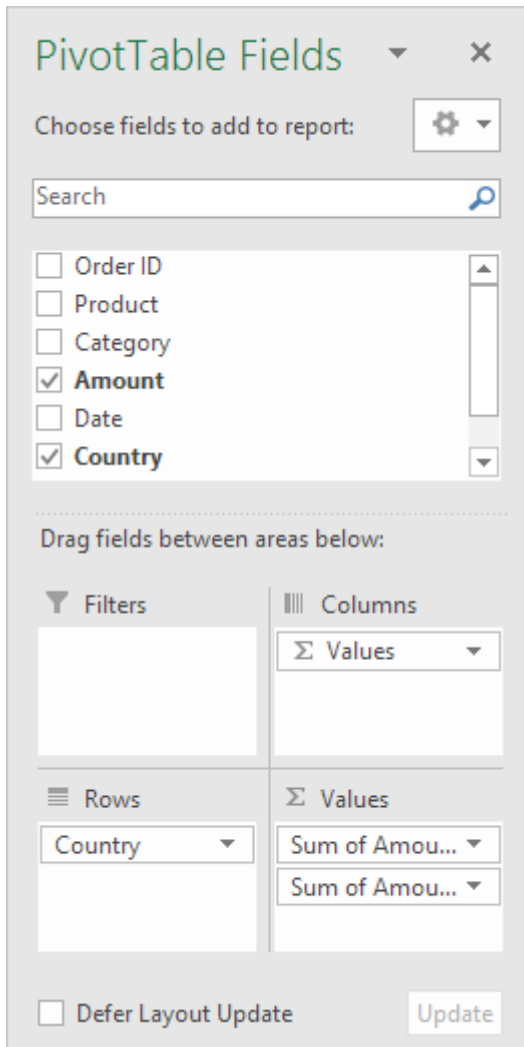 PivotTable Fields
Choose fields to add to report:
Search
Order ID
Product
Category
Amount
Date
Country
Drag fields between areas below:
Filters
Columns
Σ Values
Rows
Σ Values
Country
Sum of Amou...
Sum of Amou...
Defer Layout Update
Update